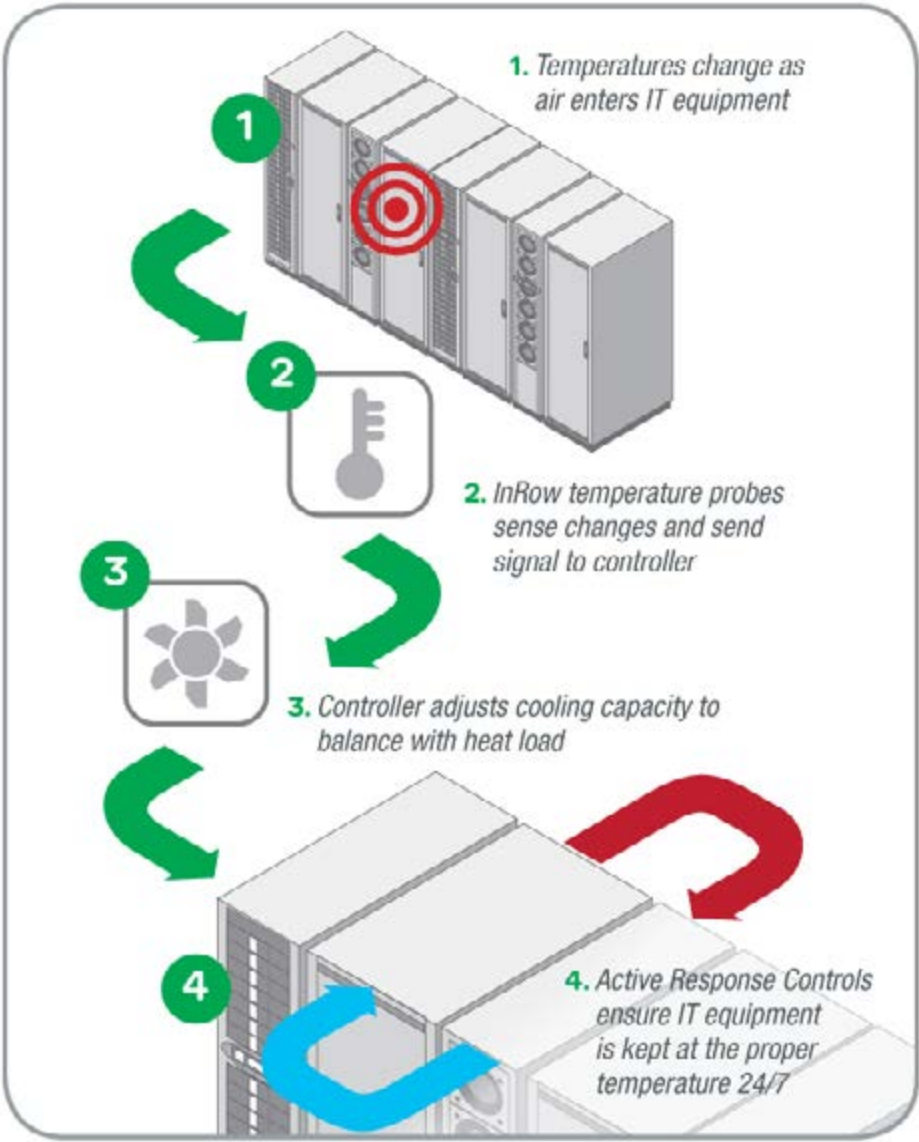 1
1. Temperatures change as
air enters IT equipment
2
2. InRow temperature probes
sense changes and send
signal to controller
3
3. Controller adjusts cooling capacity to
balance with heat load
4
4. Active Response Controls
ensure IT equipment
is kept at the proper
temperature 24/7